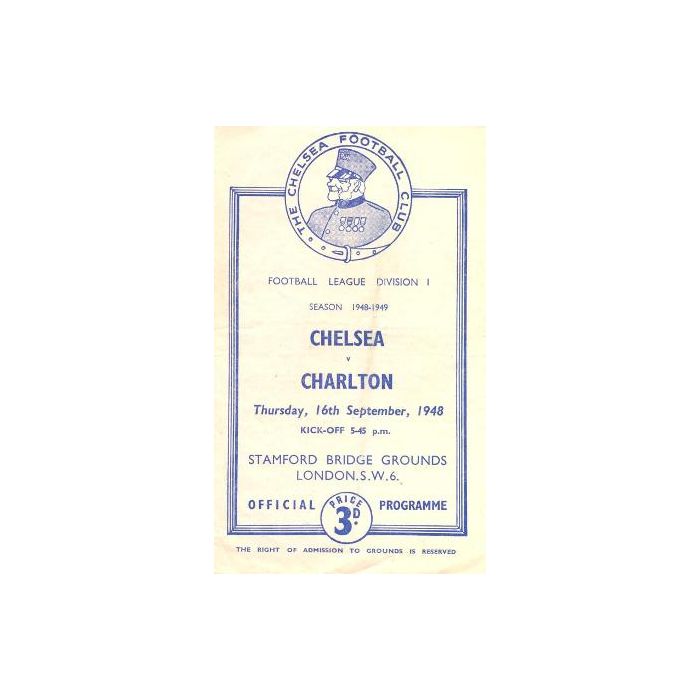 THE CHELSEA FOOTBALL CLUB
FOOTBALL LEAGUE DIVISION 1
SEASON 1948-1949
CHELSEA
v
CHARLTON
Thursday, 16th September, 1948
KICK-OFF 5-45 p.m.
STAMFORD BRIDGE GROUNDS
LONDON.S.W.6.
OFFICIAL PRICE 3D. PROGRAMME
THE RIGHT OF ADMISSION TO GROUNDS IS RESERVED